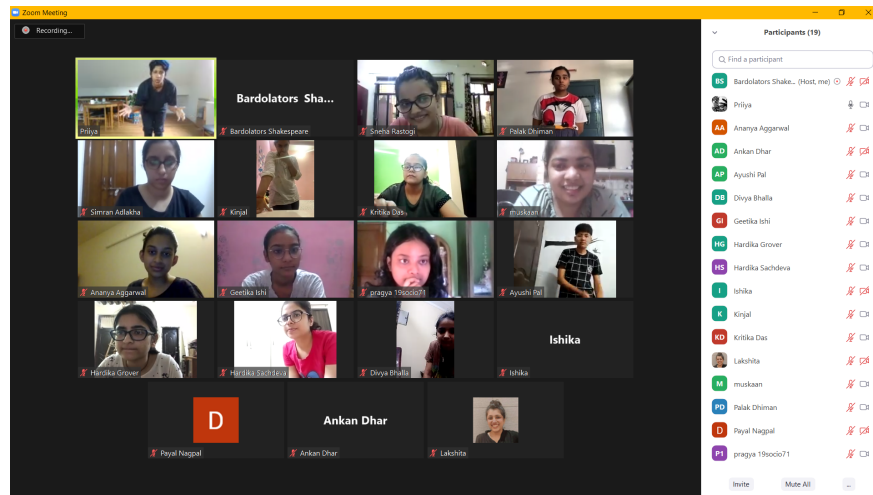 Zoom Meeting
Recording...
Priiya
Bardolators Sha...
Bardolators Shakespeare
Sneha Rastogi
Palak Dhiman
Simran Adlakha
Kinjal
Kritika Das
muskaan
Ananya Aggarwal
Geetika Ishi
pragya 19socio71
Ayushi Pal
Hardika Grover
Hardika Sachdeva
Divya Bhalla
Ishika
Ishika
D
Payal Nagpal
Ankan Dhar
Ankan Dhar
Lakshita
Participants (19)
Find a participant
BS Bardolators Shake... (Host, me)
Priiya
AA Ananya Aggarwal
AD Ankan Dhar
AP Ayushi Pal
DB Divya Bhalla
GI Geetika Ishi
HG Hardika Grover
HS Hardika Sachdeva
I Ishika
K Kinjal
KD Kritika Das
Lakshita
M muskaan
PD Palak Dhiman
D Payal Nagpal
P1 pragya 19socio71
Invite
Mute All
...